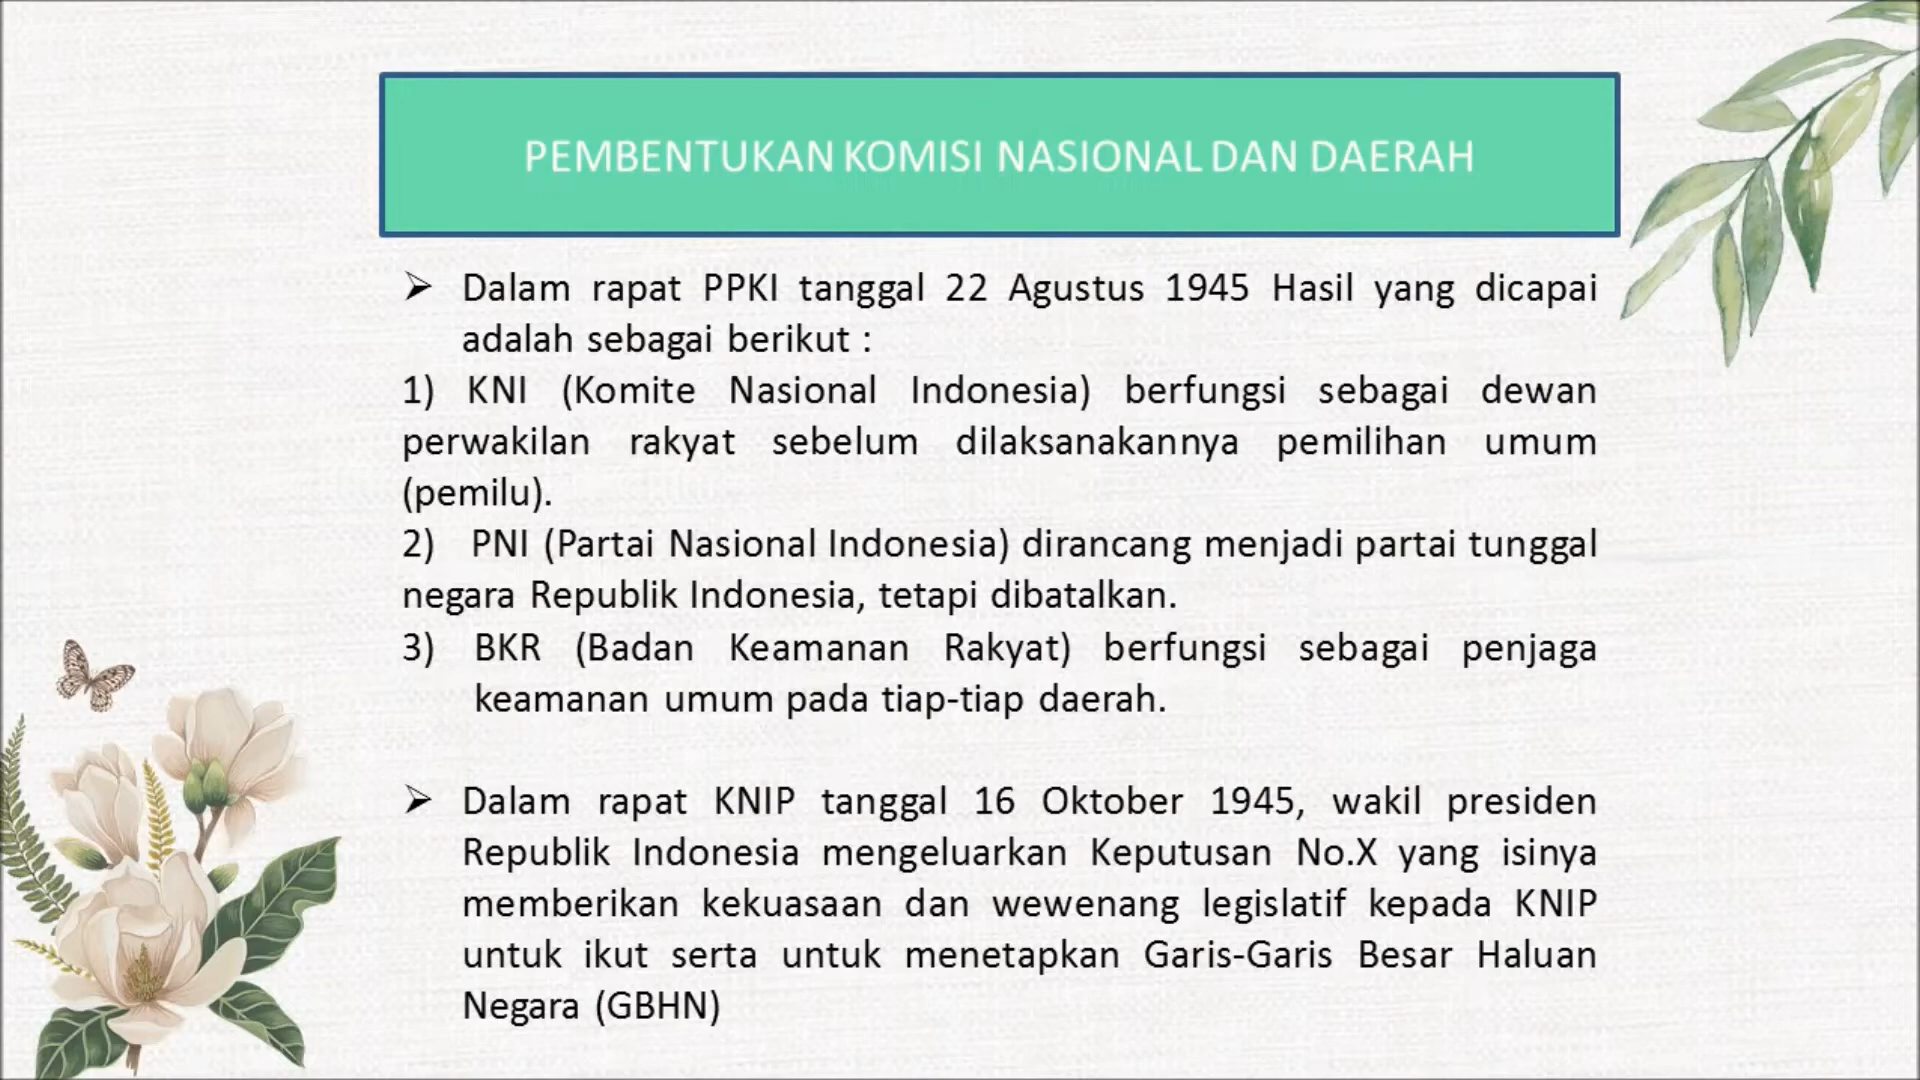 PEMBENTUKAN KOMISI NASIONAL DAN DAERAH
➢ Dalam rapat PPKI tanggal 22 Agustus 1945 Hasil yang dicapai
adalah sebagai berikut :
1) KNI (Komite Nasional Indonesia) berfungsi sebagai dewan
perwakilan rakyat sebelum dilaksanakannya pemilihan umum
(pemilu).
2) PNI (Partai Nasional Indonesia) dirancang menjadi partai tunggal
negara Republik Indonesia, tetapi dibatalkan.
3) BKR (Badan Keamanan Rakyat) berfungsi sebagai penjaga
keamanan umum pada tiap-tiap daerah.
➢ Dalam rapat KNIP tanggal 16 Oktober 1945, wakil presiden
Republik Indonesia mengeluarkan Keputusan No.X yang isinya
memberikan kekuasaan dan wewenang legislatif kepada KNIP
untuk ikut serta untuk menetapkan Garis-Garis Besar Haluan
Negara (GBHN)